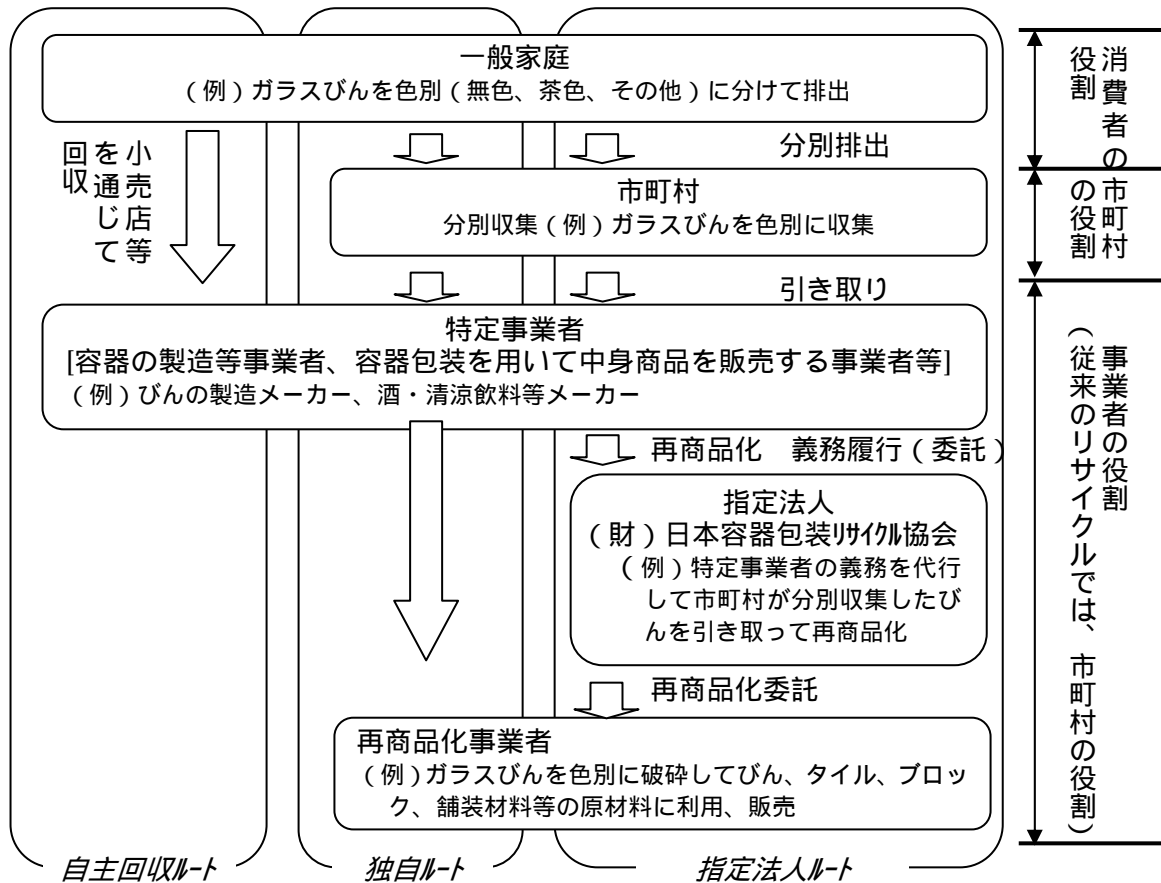 一般家庭
(例)ガラスびんを色別(無色、茶色、その他)に分けて排出
小売店等
を通じて
回収
分別排出
市町村
分別収集(例)ガラスびんを色別に収集
引き取り
特定事業者
[容器の製造等事業者、容器包装を用いて中身商品を販売する事業者等]
(例)びんの製造メーカー、酒・清涼飲料等メーカー
再商品化 義務履行(委託)
指定法人
(財)日本容器包装ﾘｻｲｸﾙ協会
(例)特定事業者の義務を代行
して市町村が分別収集したび
んを引き取って再商品化
再商品化委託
再商品化事業者
(例)ガラスびんを色別に破砕してびん、タイル、ブロッ
ク、舗装材料等の原材料に利用、販売
自主回収ﾙｰﾄ
独自ﾙｰﾄ
指定法人ﾙｰﾄ
消費者の
役割
市町村
の役割
事業者の役割
(従来のリサイクルでは、市町村の役割)